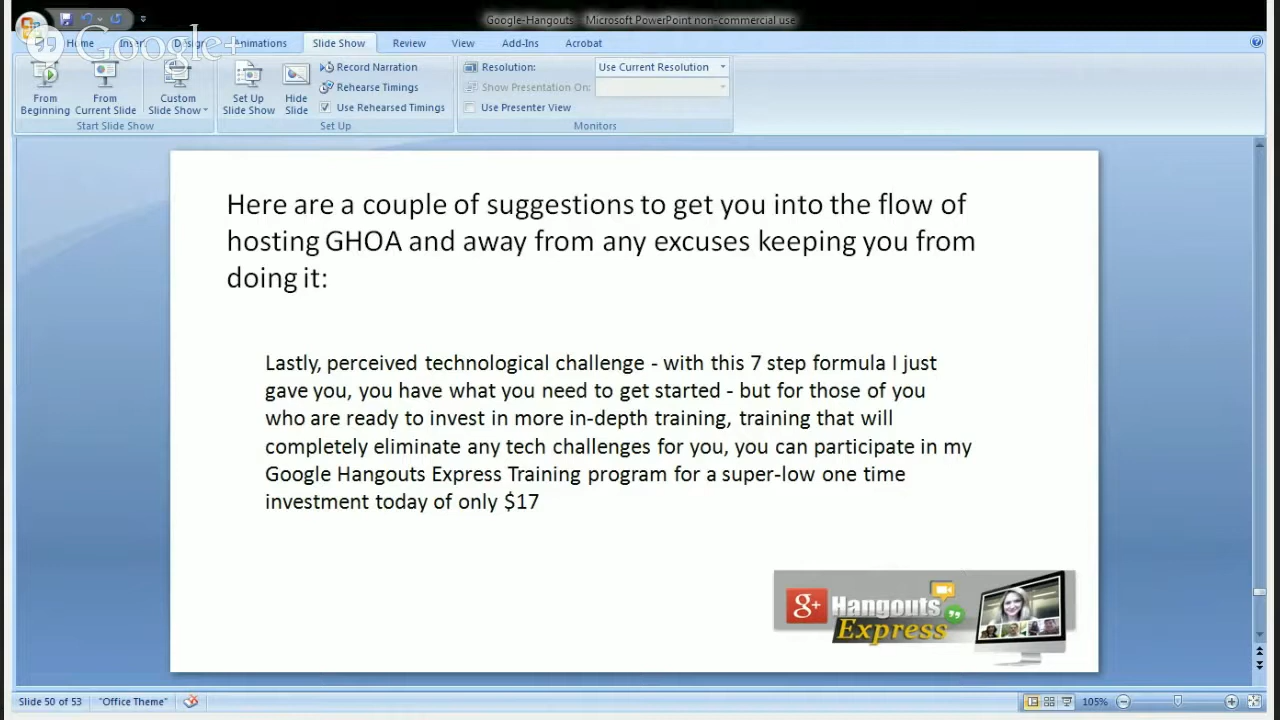 Google-Hangouts - Microsoft PowerPoint non-commercial use
Google+
Home Insert Design Animations Slide Show Review View Add-Ins Acrobat
From Beginning
From Current Slide
Custom Slide Show
Start Slide Show
Set Up Slide Show
Hide Slide
Record Narration
Rehearse Timings
Use Rehearsed Timings
Set Up
Resolution: Use Current Resolution
Show Presentation On:
Use Presenter View
Monitors
Here are a couple of suggestions to get you into the flow of
hosting GHOA and away from any excuses keeping you from
doing it:
Lastly, perceived technological challenge - with this 7 step formula I just
gave you, you have what you need to get started - but for those of you
who are ready to invest in more in-depth training, training that will
completely eliminate any tech challenges for you, you can participate in my
Google Hangouts Express Training program for a super-low one time
investment today of only $17
g+ Hangouts
Express
Slide 50 of 53 "Office Theme" 105%